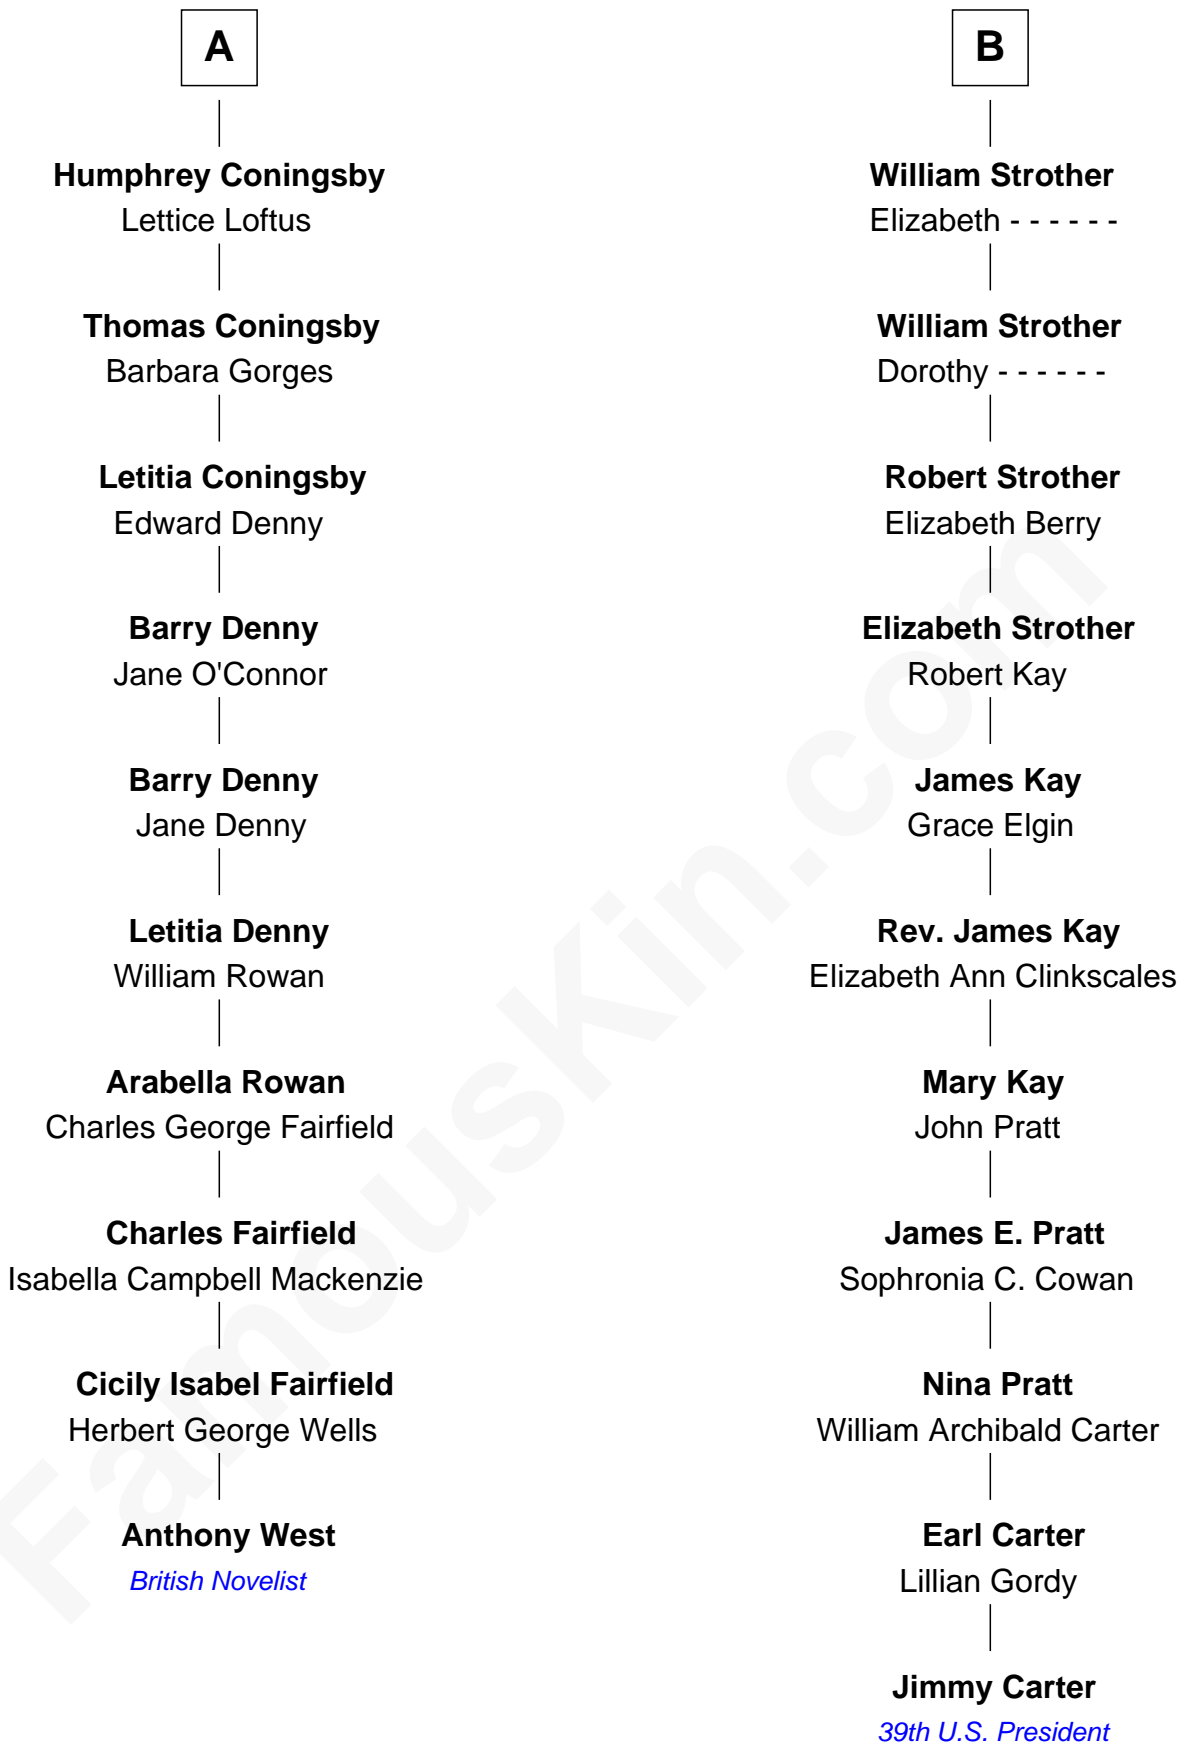 A
Humphrey Coningsby
Lettice Loftus
Thomas Coningsby
Barbara Gorges
Letitia Coningsby
Edward Denny
Barry Denny
Jane O'Connor
Barry Denny
Jane Denny
Letitia Denny
William Rowan
Arabella Rowan
Charles George Fairfield
Charles Fairfield
Isabella Campbell Mackenzie
Cicily Isabel Fairfield
Herbert George Wells
Anthony West
British Novelist
B
William Strother
Elizabeth - - - - - -
William Strother
Dorothy - - - - - -
Robert Strother
Elizabeth Berry
Elizabeth Strother
Robert Kay
James Kay
Grace Elgin
Rev. James Kay
Elizabeth Ann Clinkscales
Mary Kay
John Pratt
James E. Pratt
Sophronia C. Cowan
Nina Pratt
William Archibald Carter
Earl Carter
Lillian Gordy
Jimmy Carter
39th U.S. President
FamousKin.com